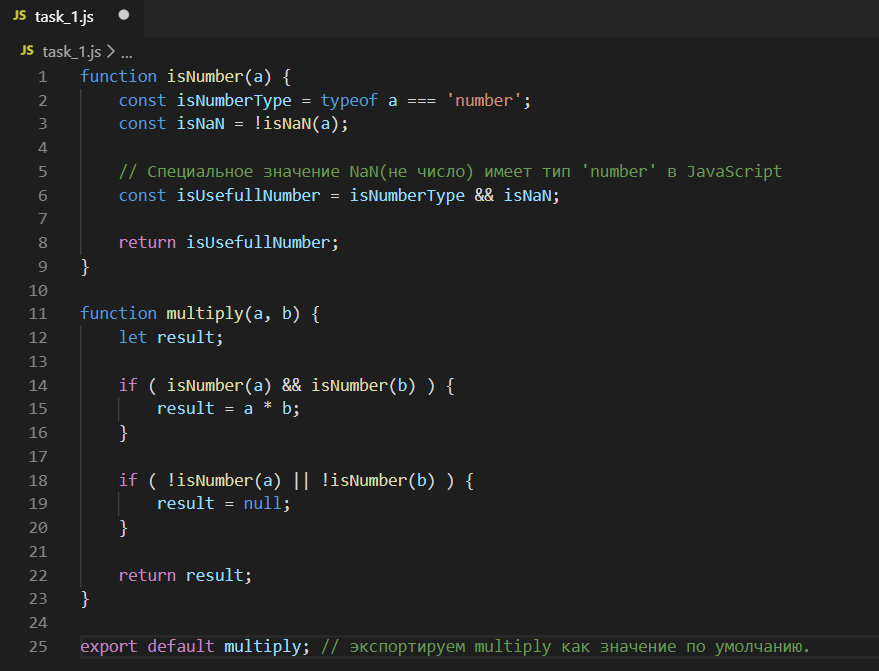 JS task_1.js
JS task_1.js > ...
1 function isNumber(a) {
2 const isNumberType = typeof a === 'number';
3 const isNaN = !isNaN(a);
4
5 // Специальное значение NaN(не число) имеет тип 'number' в JavaScript
6 const isUsefullNumber = isNumberType && isNaN;
7
8 return isUsefullNumber;
9 }
10
11 function multiply(a, b) {
12 let result;
13
14 if ( isNumber(a) && isNumber(b) ) {
15 result = a * b;
16 }
17
18 if ( !isNumber(a) || !isNumber(b) ) {
19 result = null;
20 }
21
22 return result;
23 }
24
25 export default multiply; // экспортируем multiply как значение по умолчанию.